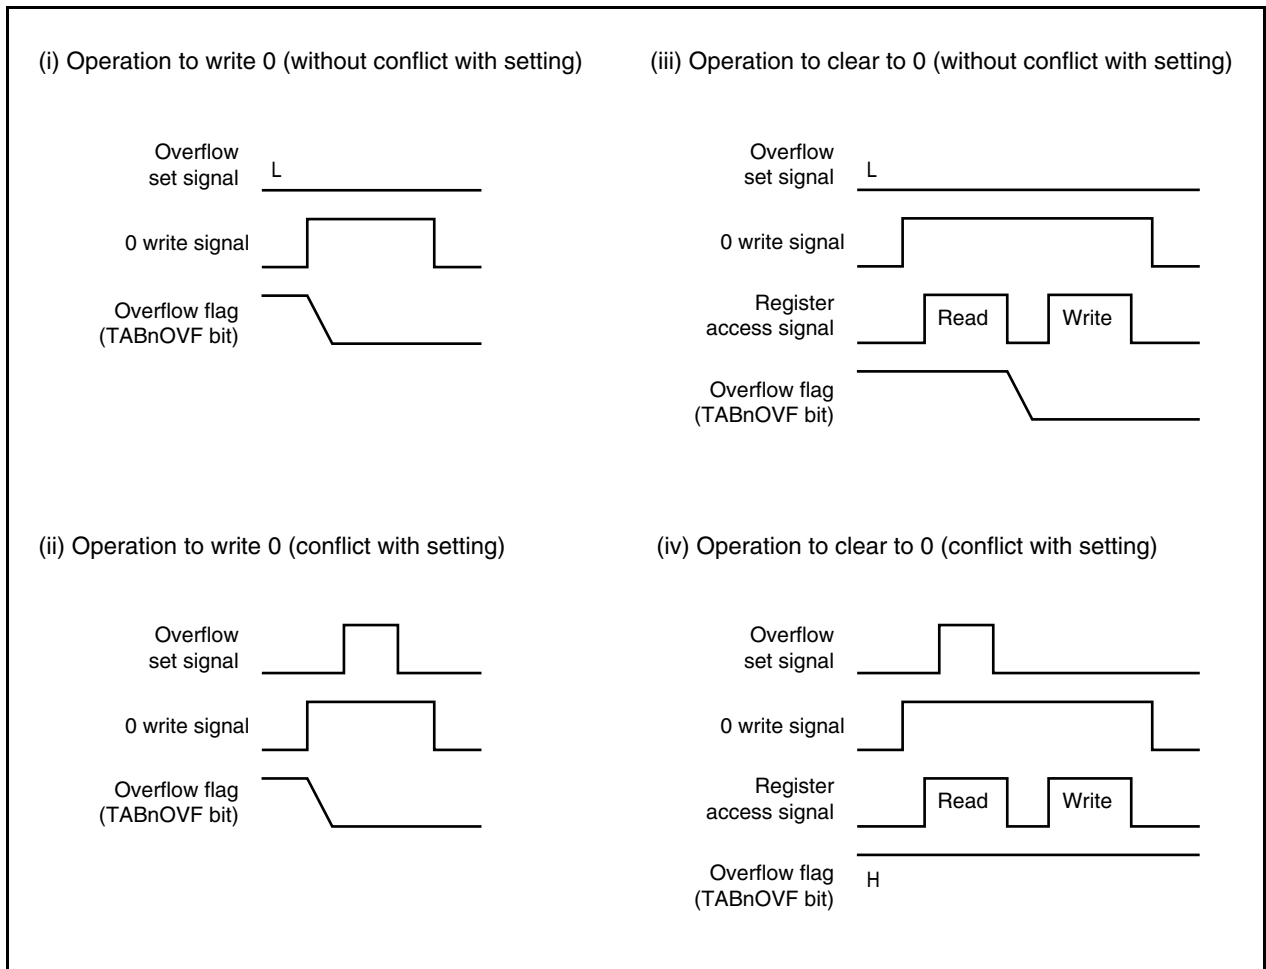 (i) Operation to write 0 (without conflict with setting)
Overflow
set signal
L
0 write signal
Overflow flag
(TABnOVF bit)
(iii) Operation to clear to 0 (without conflict with setting)
Overflow
set signal
L
0 write signal
Register
access signal
Read
Write
Overflow flag
(TABnOVF bit)
(ii) Operation to write 0 (conflict with setting)
Overflow
set signal
0 write signal
Overflow flag
(TABnOVF bit)
(iv) Operation to clear to 0 (conflict with setting)
Overflow
set signal
0 write signal
Register
access signal
Read
Write
Overflow flag
(TABnOVF bit)
H